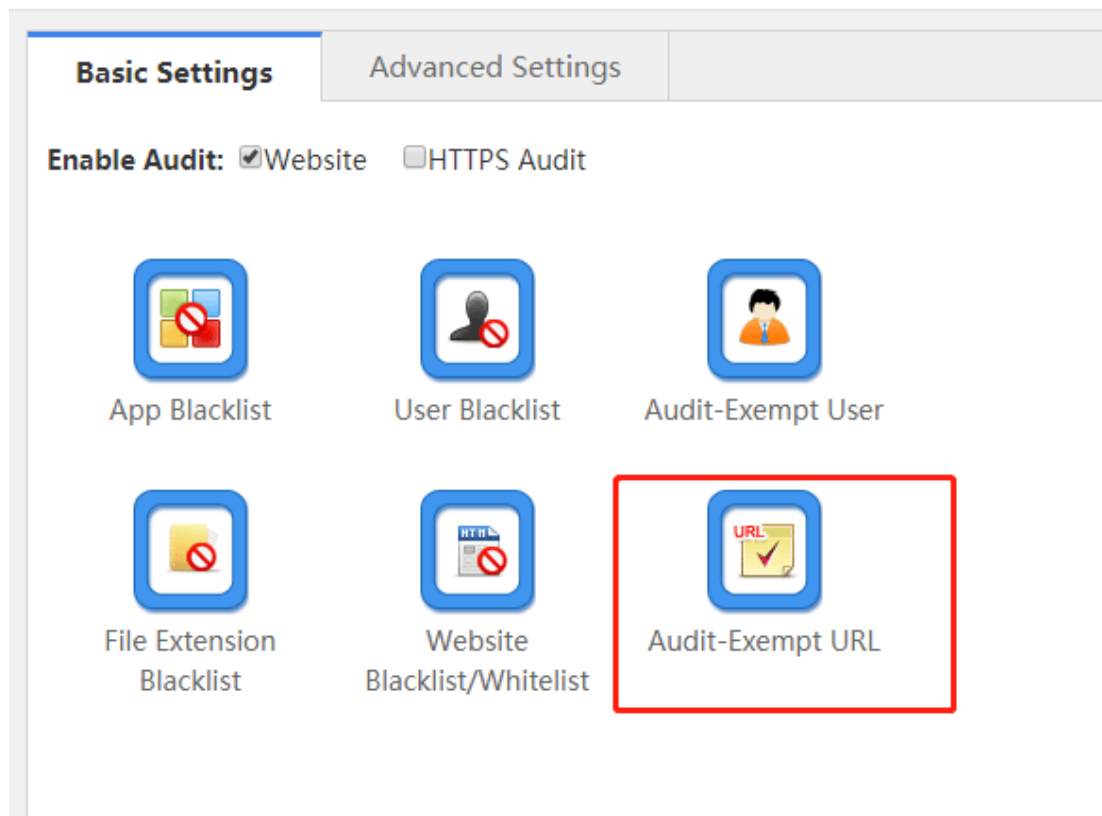 Basic Settings
Advanced Settings
Enable Audit: Website HTTPS Audit
App Blacklist
User Blacklist
Audit-Exempt User
HTML
URL
File Extension
Blacklist
Website
Blacklist/Whitelist
Audit-Exempt URL